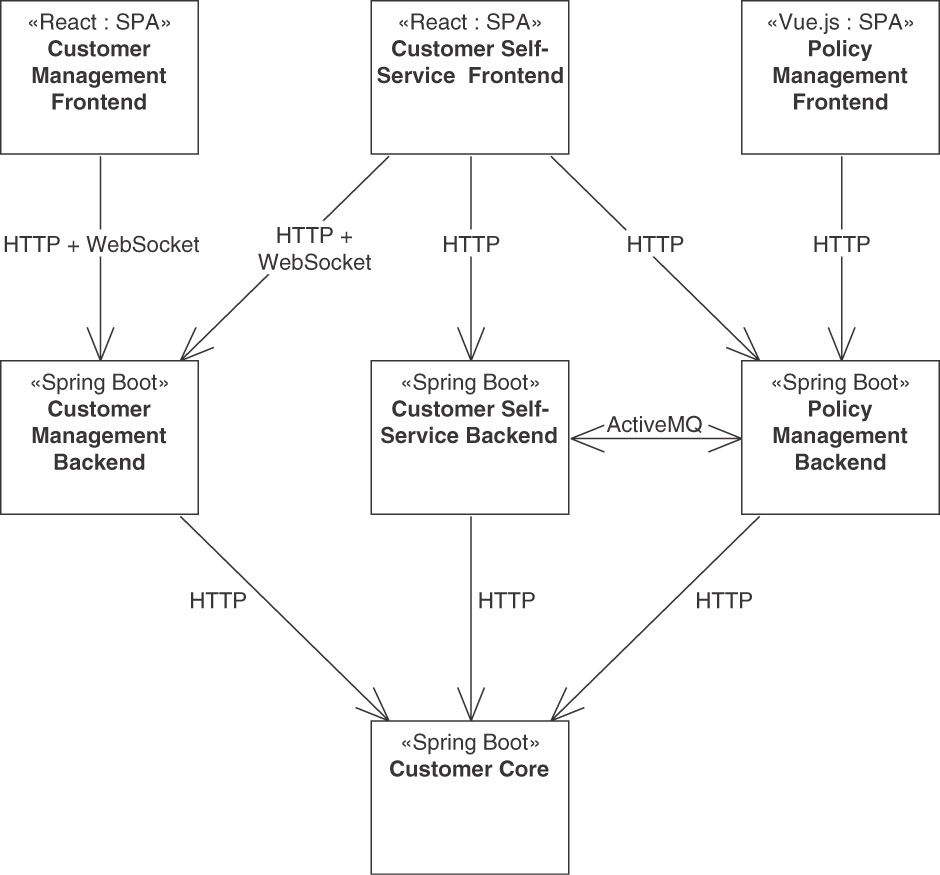 «React : SPA»
Customer
Management
Frontend
«React : SPA»
Customer Self-
Service Frontend
«Vue.js : SPA»
Policy
Management
Frontend
HTTP + WebSocket
HTTP +
WebSocket
HTTP
HTTP
HTTP
«Spring Boot»
Customer
Management
Backend
«Spring Boot»
Customer Self-
Service Backend
ActiveMQ
«Spring Boot»
Policy
Management
Backend
HTTP
HTTP
HTTP
«Spring Boot»
Customer Core